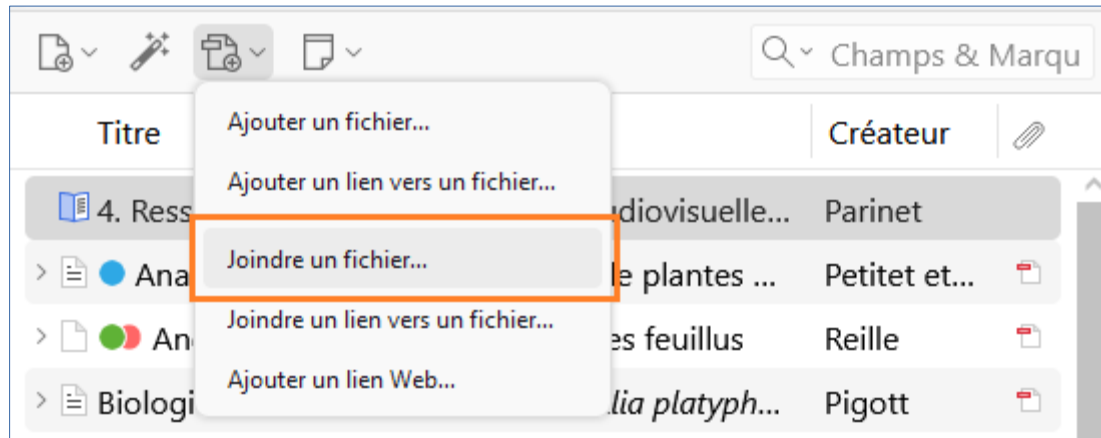 Champs & Marqu
Titre
Créateur
Ajouter un fichier...
Ajouter un lien vers un fichier...
4. Ress
udiovisuelle...
Parinet
Joindre un fichier...
Ana
le plantes ...
Petitet et...
Joindre un lien vers un fichier...
An
es feuillus
Reille
Ajouter un lien Web...
Biologi
lia platyph...
Pigott